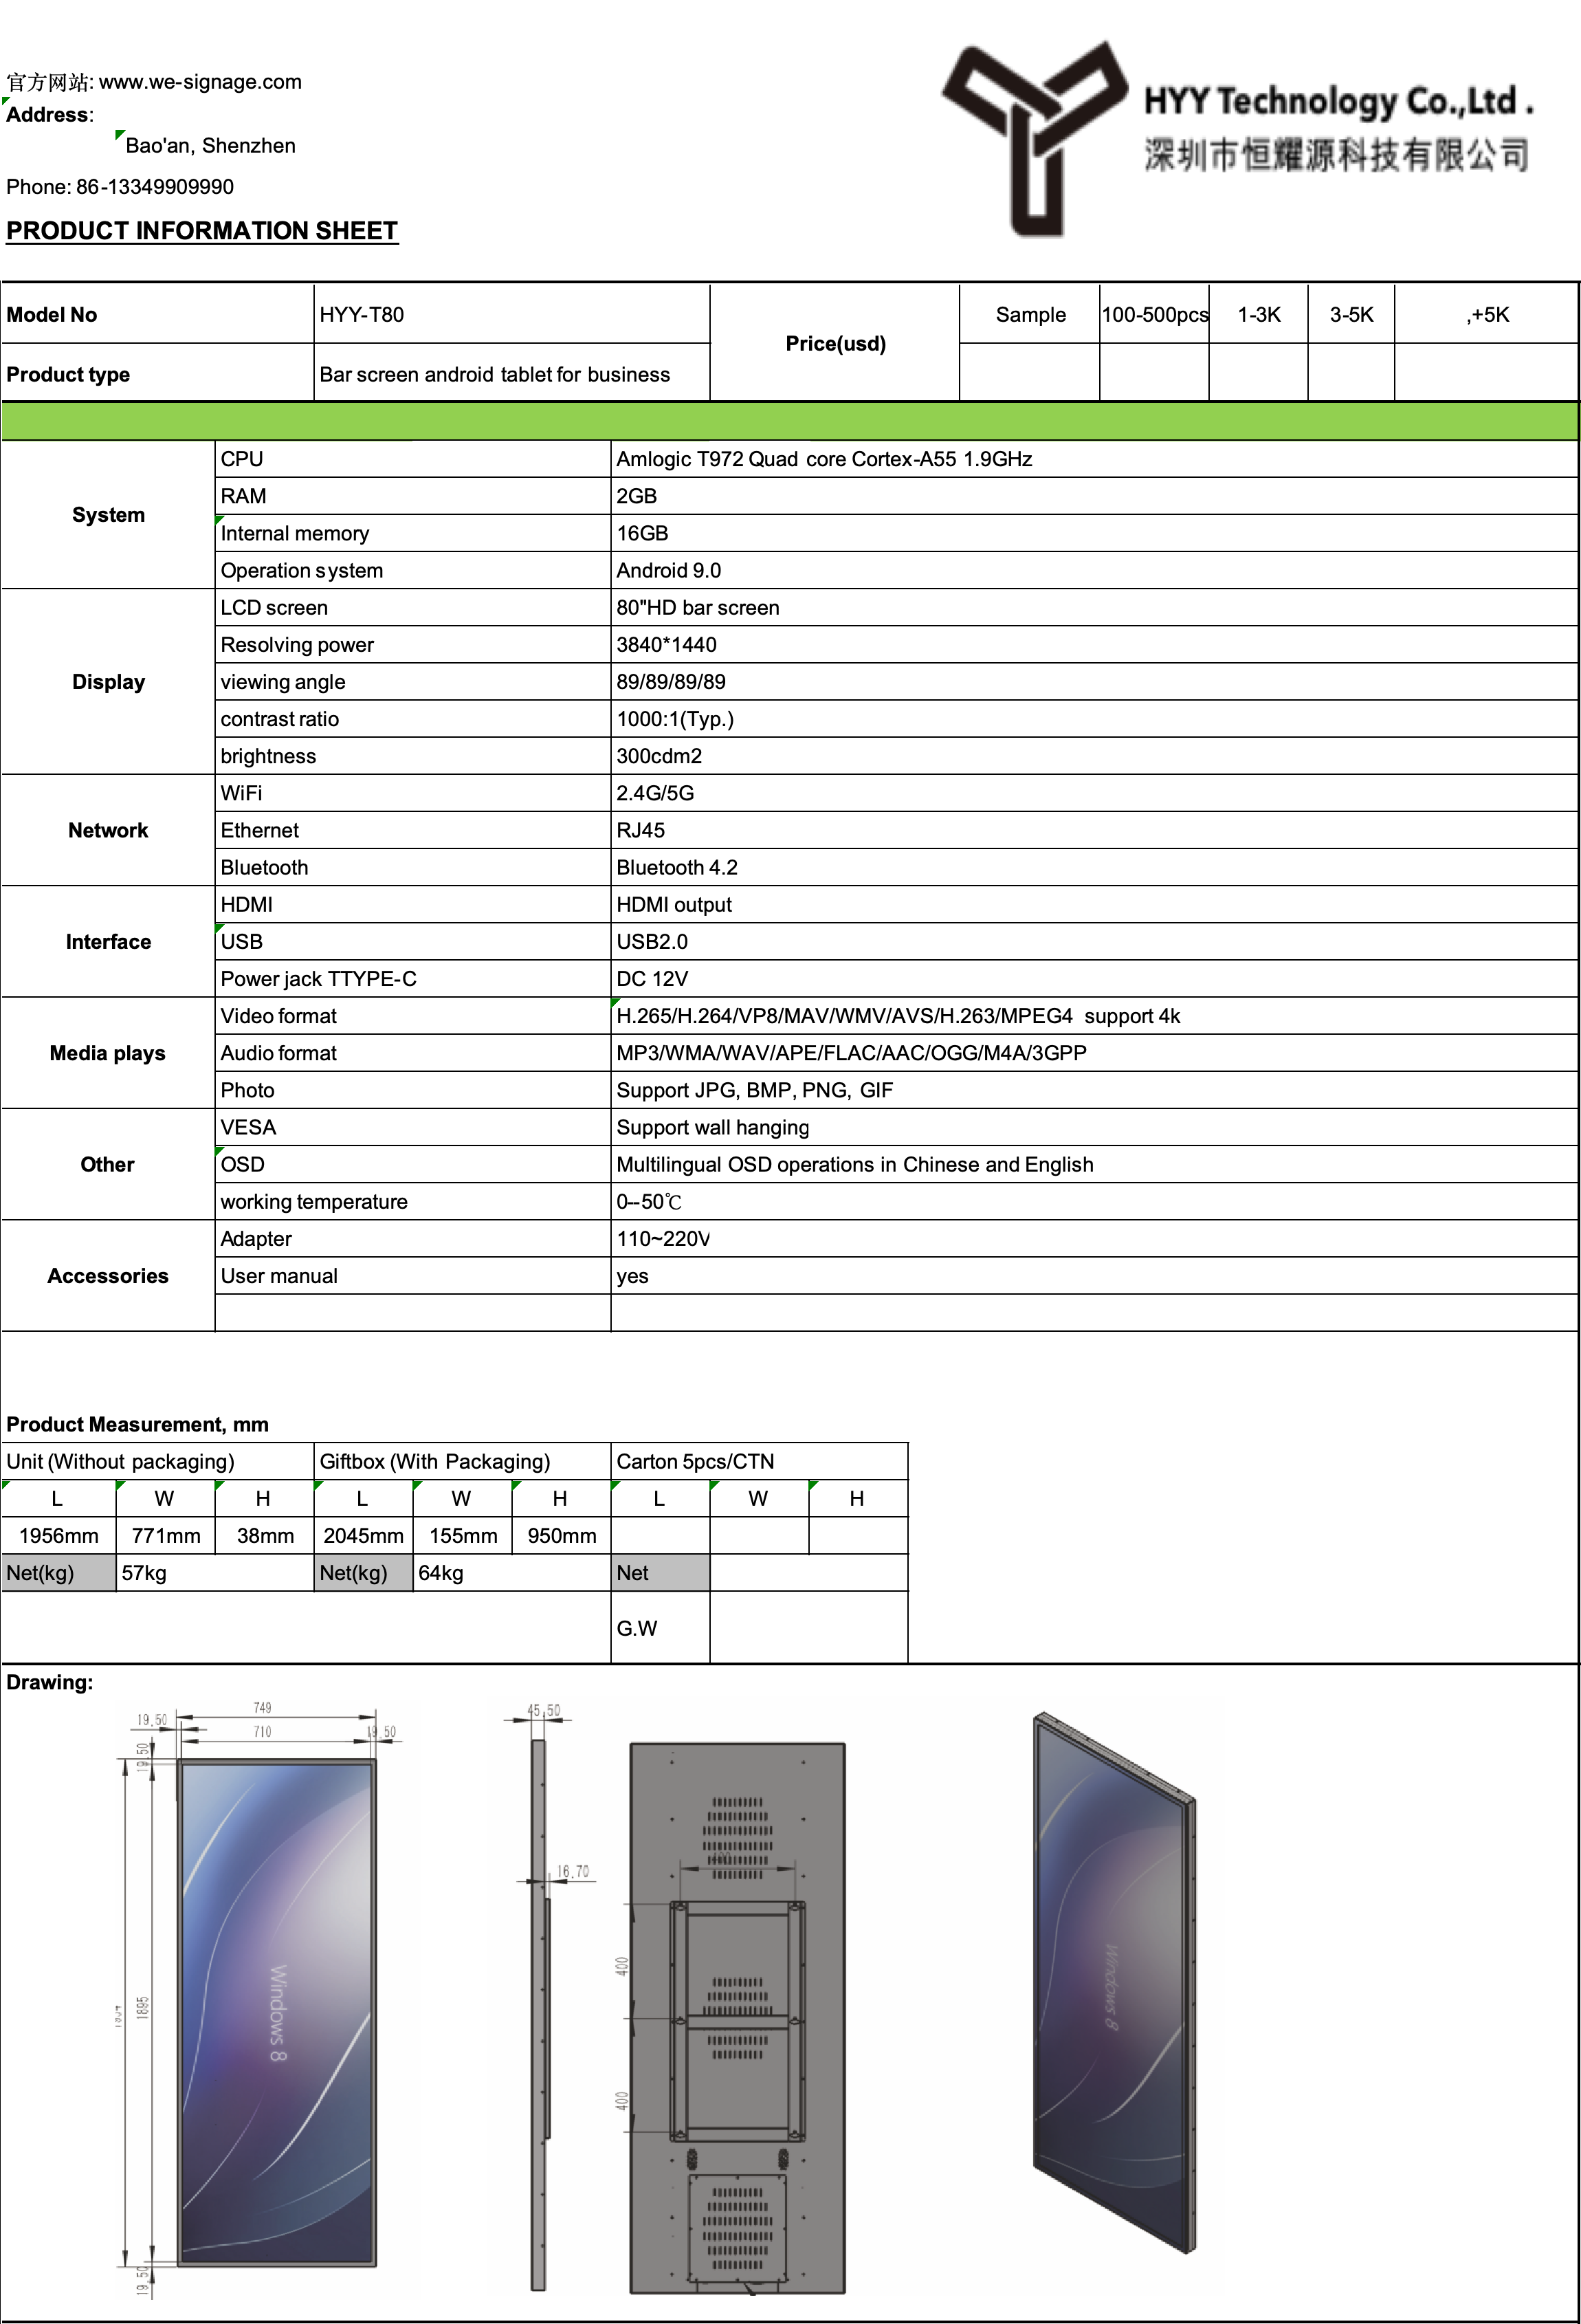 官方网站: www.we-signage.com
Address:
Bao'an, Shenzhen
Phone: 86-13349909990
PRODUCT INFORMATION SHEET
HYY Technology Co.,Ltd .
深圳市恒耀源科技有限公司
Model No HYY-T80 Price(usd) Sample 100-500pcs 1-3K 3-5K ,+5K
Product type Bar screen android tablet for business
System
CPU Amlogic T972 Quad core Cortex-A55 1.9GHz
RAM 2GB
Internal memory 16GB
Operation system Android 9.0
Display
LCD screen 80"HD bar screen
Resolving power 3840*1440
viewing angle 89/89/89/89
contrast ratio 1000:1(Typ.)
brightness 300cdm2
Network
WiFi 2.4G/5G
Ethernet RJ45
Bluetooth Bluetooth 4.2
Interface
HDMI HDMI output
USB USB2.0
Power jack TTYPE-C DC 12V
Media plays
Video format H.265/H.264/VP8/MAV/WMV/AVS/H.263/MPEG4 support 4k
Audio format MP3/WMA/WAV/APE/FLAC/AAC/OGG/M4A/3GPP
Photo Support JPG, BMP, PNG, GIF
Other
VESA Support wall hanging
OSD Multilingual OSD operations in Chinese and English
working temperature 0--50℃
Accessories
Adapter 110~220V
User manual yes
Product Measurement, mm
Unit (Without packaging) Giftbox (With Packaging) Carton 5pcs/CTN
L W H L W H L W H
1956mm 771mm 38mm 2045mm 155mm 950mm
Net(kg) 57kg Net(kg) 64kg Net
G.W
Drawing:
749
19.50 710 19.50
19.50
1895
19.50
Windows 8
45.50
16.70
400
400
Windows 8